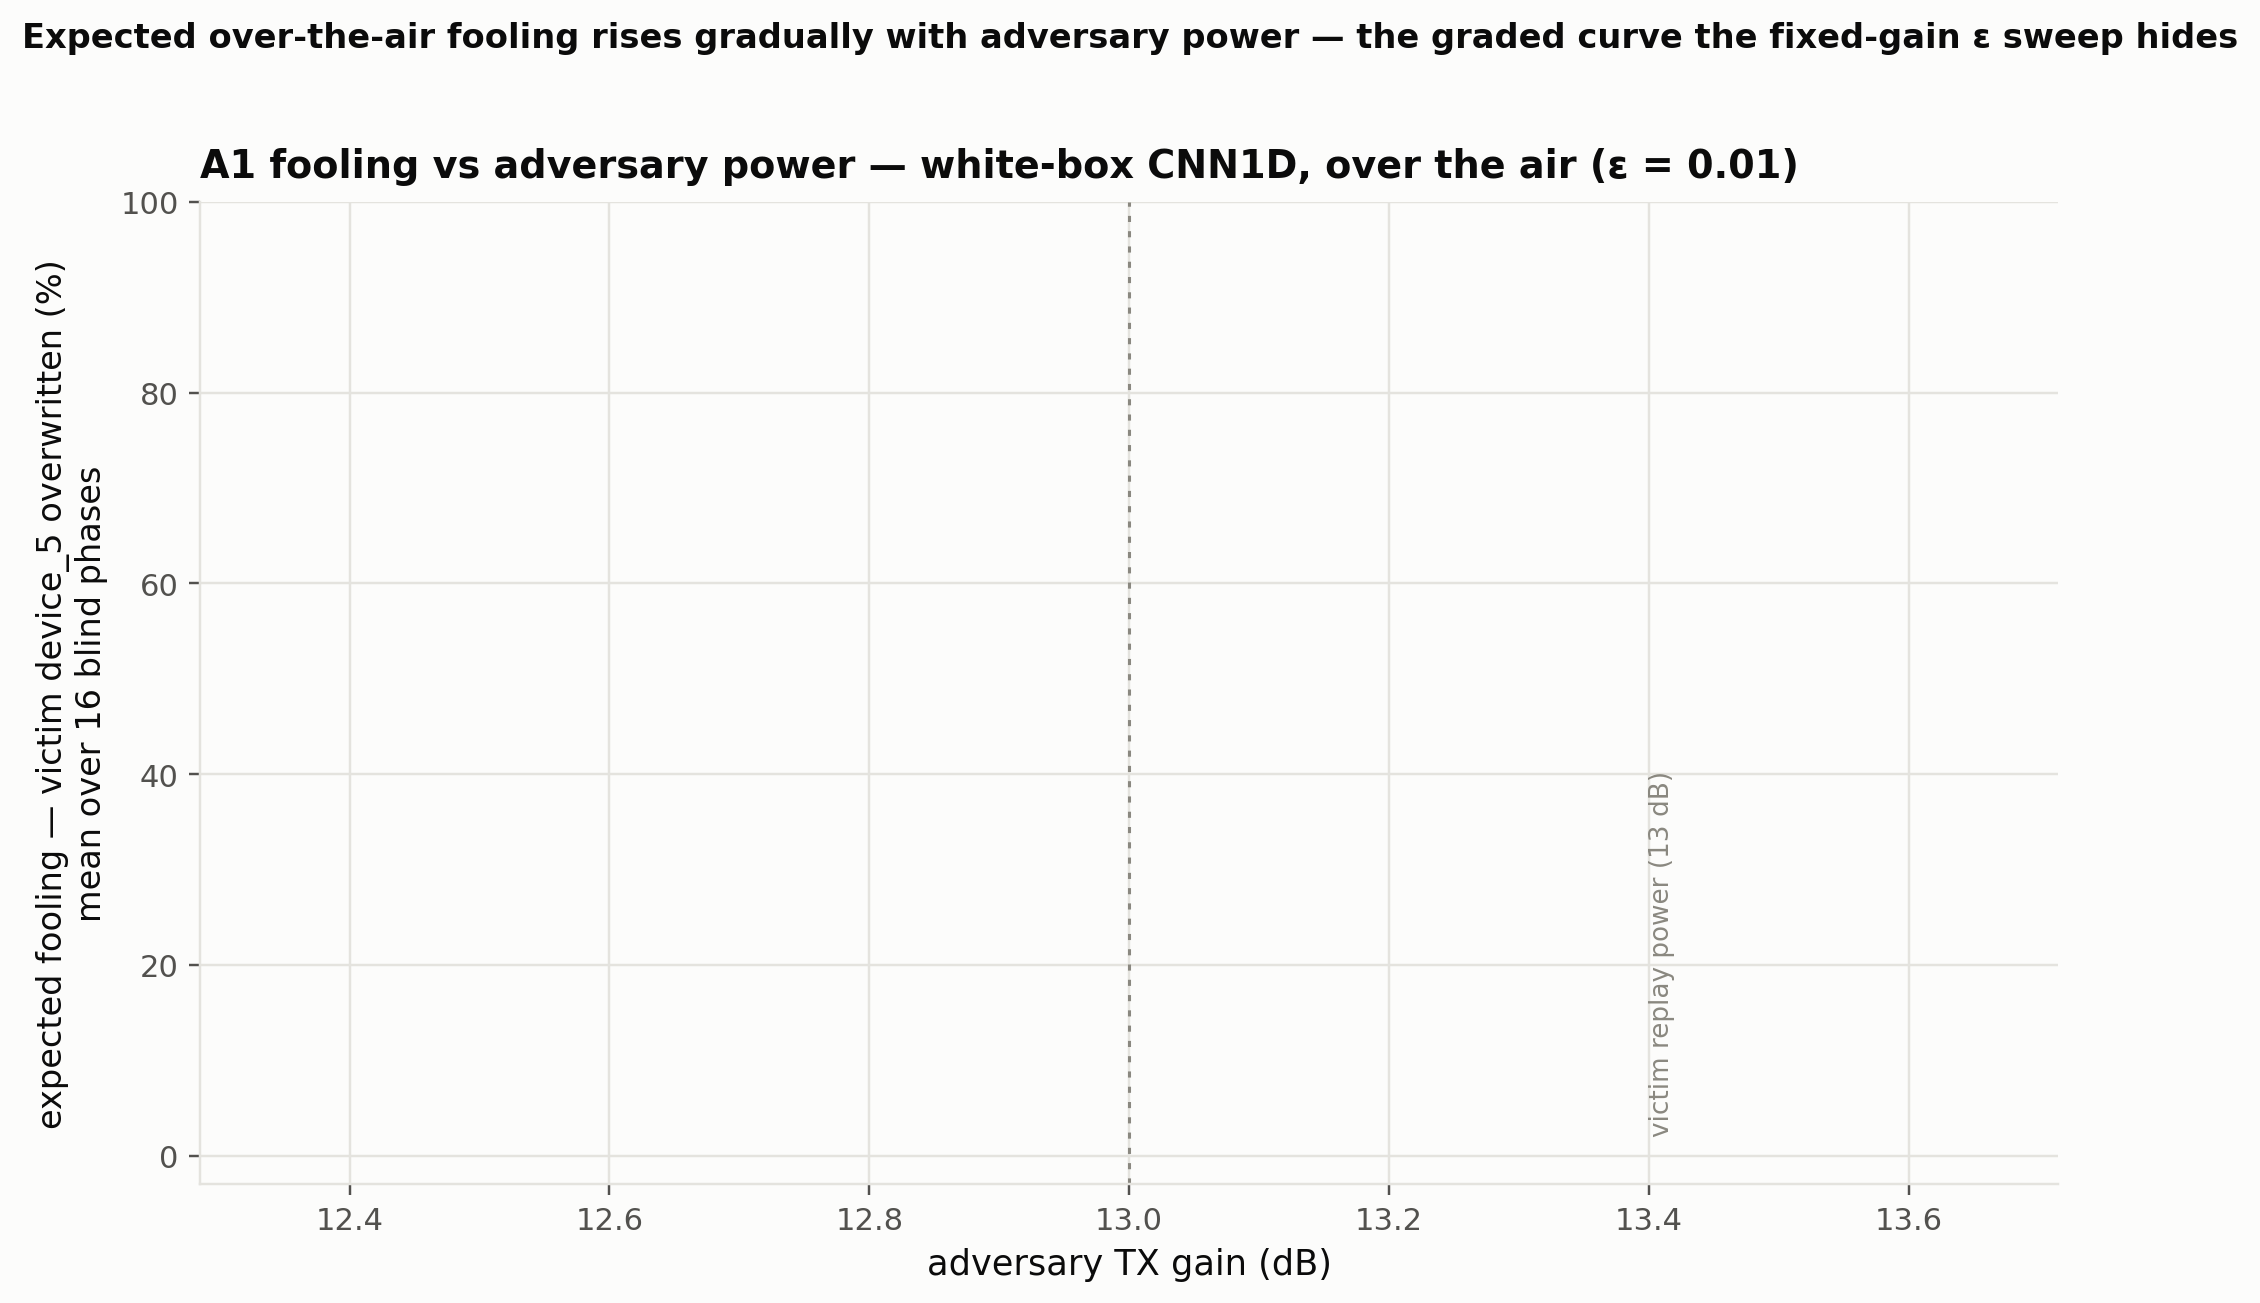 Expected over-the-air fooling rises gradually with adversary power — the graded curve the fixed-gain ε sweep hides
A1 fooling vs adversary power — white-box CNN1D, over the air (ε = 0.01)
expected fooling — victim device_5 overwritten (%)
mean over 16 blind phases
100
80
60
40
20
0
victim replay power (13 dB)
12.4
12.6
12.8
13.0
13.2
13.4
13.6
adversary TX gain (dB)